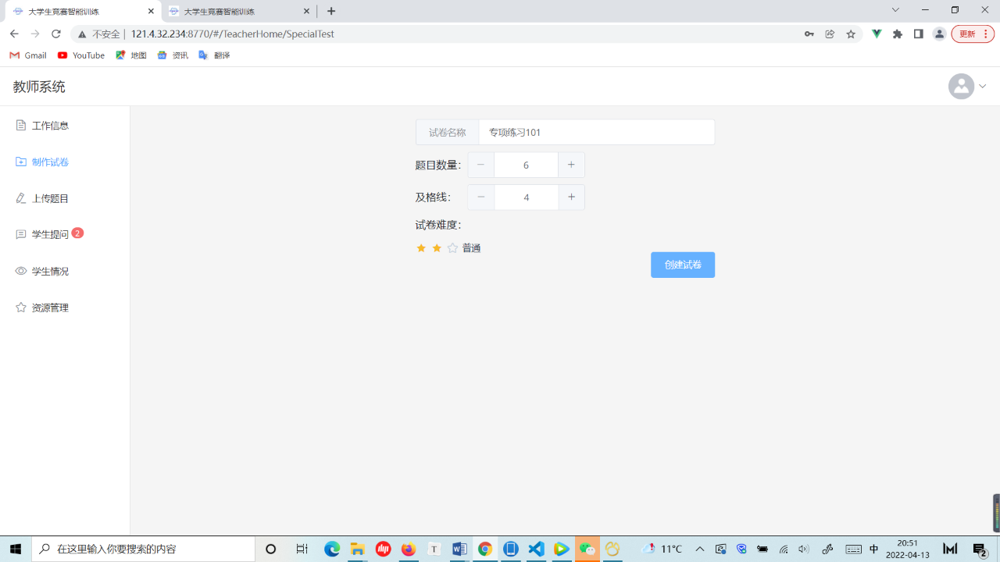 大学生竞赛智能训练
大学生竞赛智能训练
不安全 | 121.4.32.234:8770/#/TeacherHome/SpecialTest
更新
Gmail YouTube 地图 资讯 翻译
教师系统
工作信息
制作试卷
上传题目
学生提问 2
学生情况
资源管理
试卷名称 专项练习101
题目数量： 6
及格线： 4
试卷难度：
普通
创建试卷
在这里输入你要搜索的内容
11°C
中
20:51
2022-04-13
2